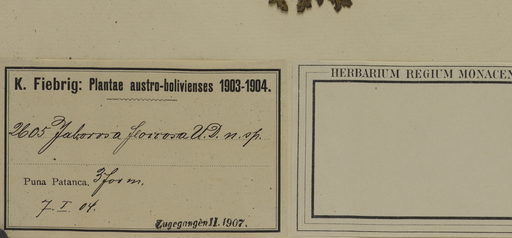 K. Fiebrig: Plantae austro-bolivienses 1903-1904.
2605 Jaborosa floccosa U.D. n. sp.
Puna Patanca, 3700 m.
7. I. 04.
Zugegangen II. 1907.
HERBARIUM REGIUM MONACEN